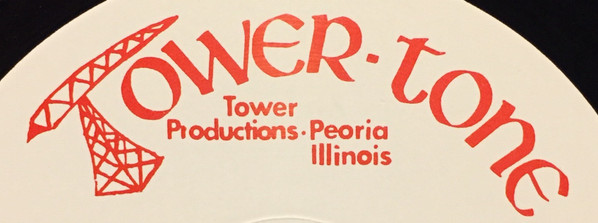 Tower-Tone
Tower
Productions · Peoria
Illinois